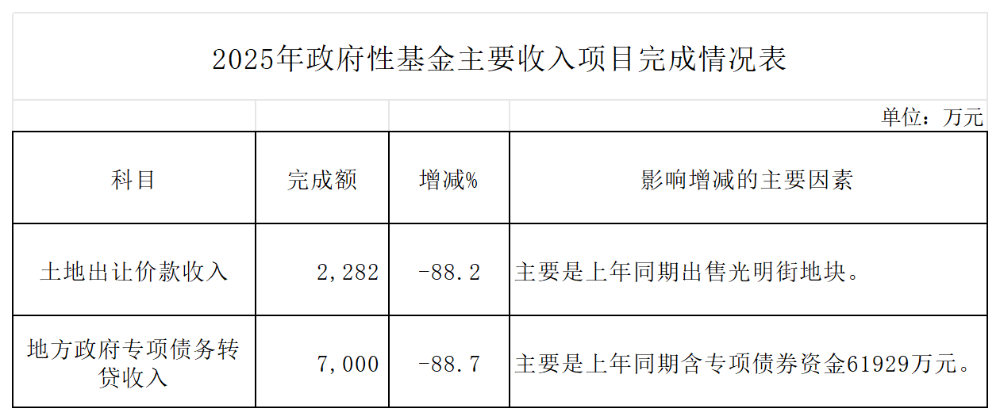 2025年政府性基金主要收入项目完成情况表
单位：万元
科目 完成额 增减% 影响增减的主要因素
土地出让价款收入 2,282 -88.2 主要是上年同期出售光明街地块。
地方政府专项债务转
贷收入 7,000 -88.7 主要是上年同期含专项债券资金61929万元。